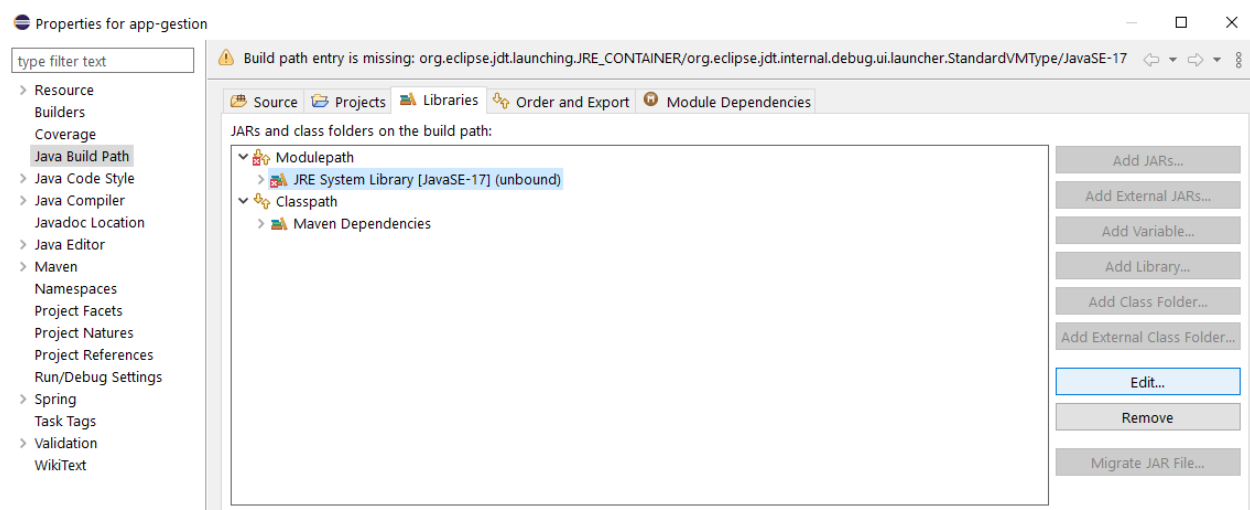 Properties for app-gestion
type filter text
Resource
Builders
Coverage
Java Build Path
Java Code Style
Java Compiler
Javadoc Location
Java Editor
Maven
Namespaces
Project Facets
Project Natures
Project References
Run/Debug Settings
Spring
Task Tags
Validation
WikiText
Build path entry is missing: org.eclipse.jdt.launching.JRE_CONTAINER/org.eclipse.jdt.internal.debug.ui.launcher.StandardVMType/JavaSE-17
Source Projects Libraries Order and Export Module Dependencies
JARs and class folders on the build path:
Modulepath
JRE System Library [JavaSE-17] (unbound)
Classpath
Maven Dependencies
Add JARs...
Add External JARs...
Add Variable...
Add Library...
Add Class Folder...
Add External Class Folder...
Edit...
Remove
Migrate JAR File...